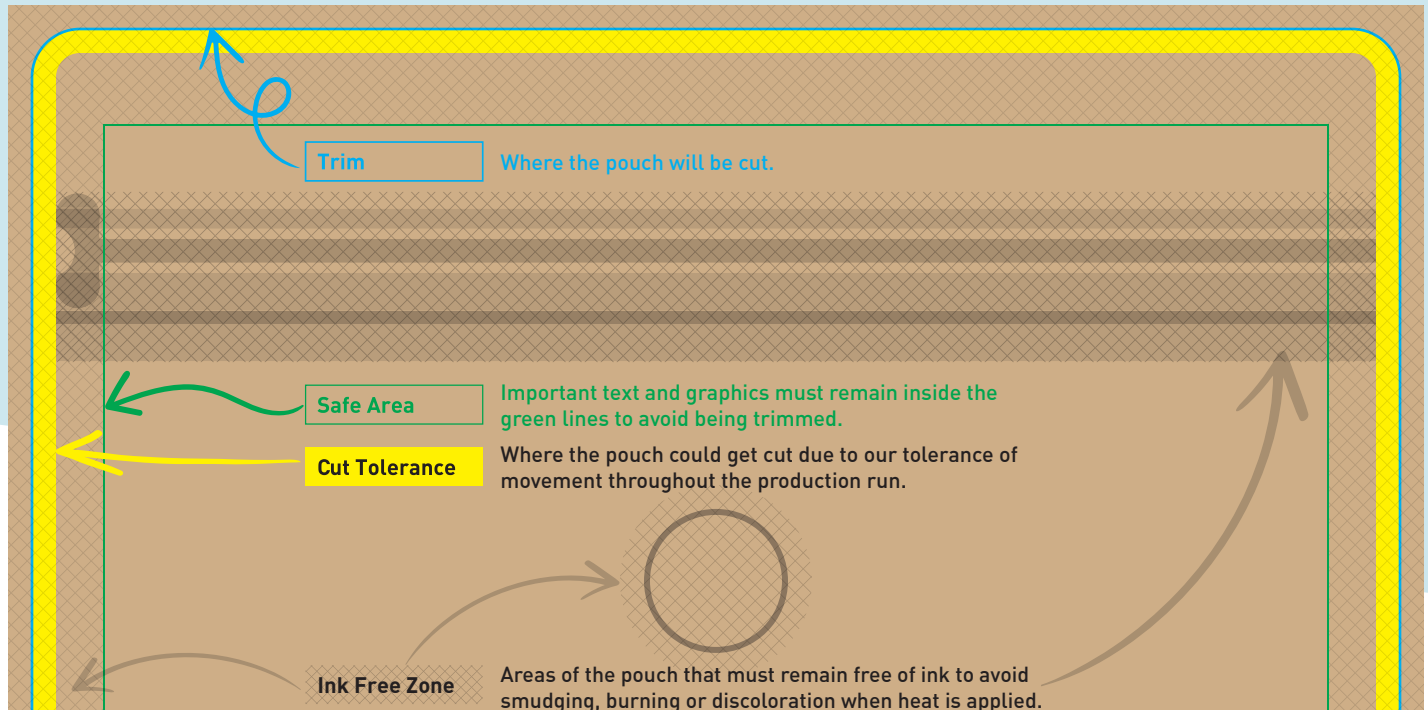 Trim
Where the pouch will be cut.
Safe Area
Important text and graphics must remain inside the
green lines to avoid being trimmed.
Cut Tolerance
Where the pouch could get cut due to our tolerance of
movement throughout the production run.
Ink Free Zone
Areas of the pouch that must remain free of ink to avoid
smudging, burning or discoloration when heat is applied.